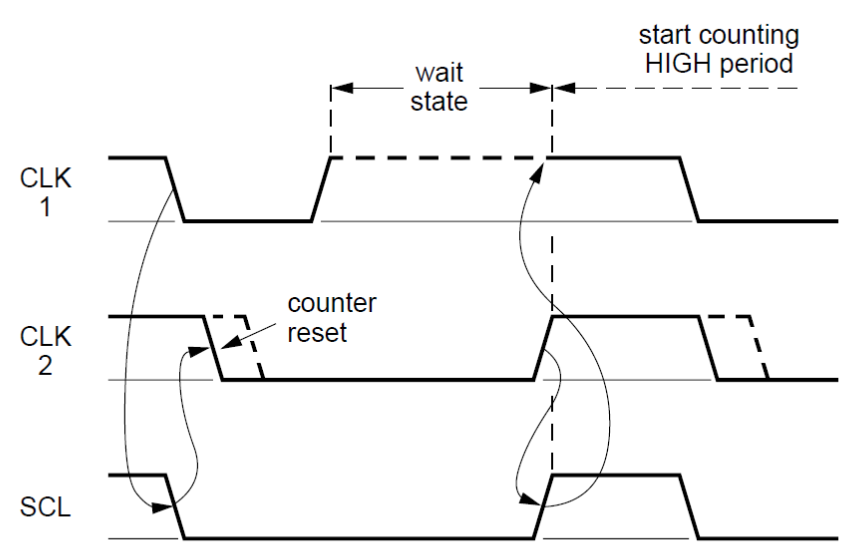 start counting
HIGH period
wait
state
CLK
1
counter
reset
CLK
2
SCL